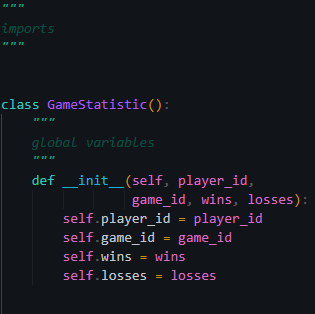 """
imports
"""
class GameStatistic():
    """
    global variables
    """
    def __init__(self, player_id,
                 game_id, wins, losses):
        self.player_id = player_id
        self.game_id = game_id
        self.wins = wins
        self.losses = losses